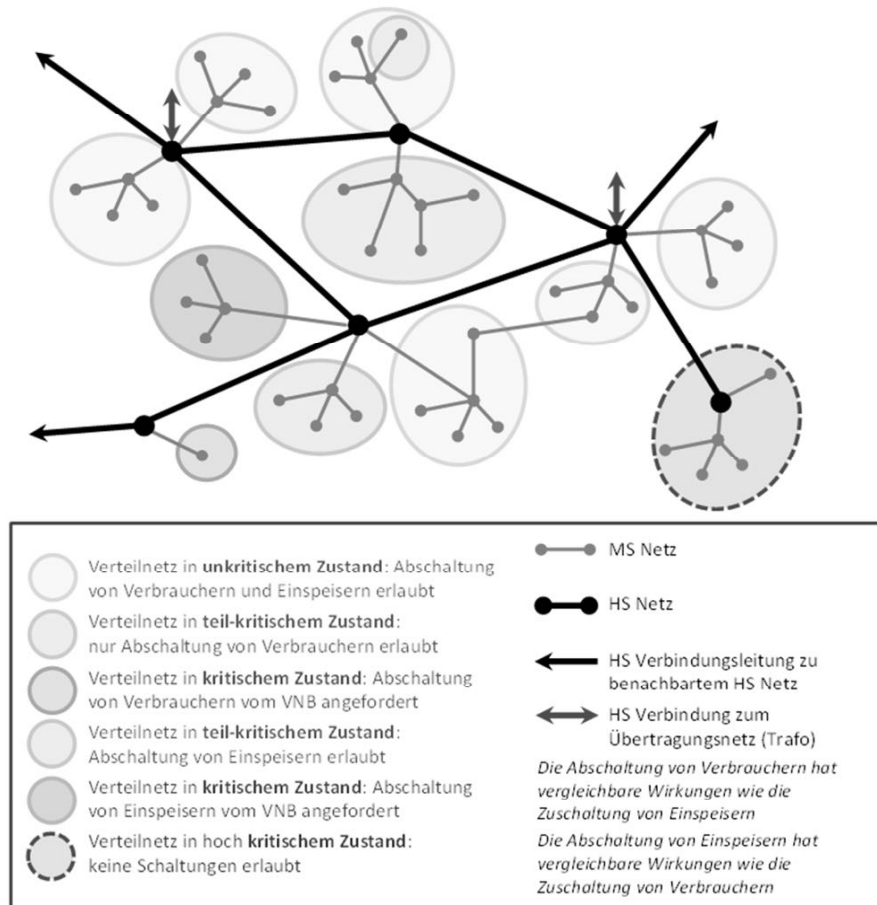 Verteilnetz in unkritischem Zustand: Abschaltung
von Verbrauchern und Einspeisern erlaubt
Verteilnetz in teil-kritischem Zustand:
nur Abschaltung von Verbrauchern erlaubt
Verteilnetz in kritischem Zustand: Abschaltung
von Verbrauchern vom VNB angefordert
Verteilnetz in teil-kritischem Zustand:
Abschaltung von Einspeisern erlaubt
Verteilnetz in kritischem Zustand: Abschaltung
von Einspeisern vom VNB angefordert
Verteilnetz in hoch kritischem Zustand:
keine Schaltungen erlaubt
MS Netz
HS Netz
HS Verbindungsleitung zu
benachbartem HS Netz
HS Verbindung zum
Übertragungsnetz (Trafo)
Die Abschaltung von Verbrauchern hat
vergleichbare Wirkungen wie die
Zuschaltung von Einspeisern
Die Abschaltung von Einspeisern hat
vergleichbare Wirkungen wie die
Zuschaltung von Verbrauchern